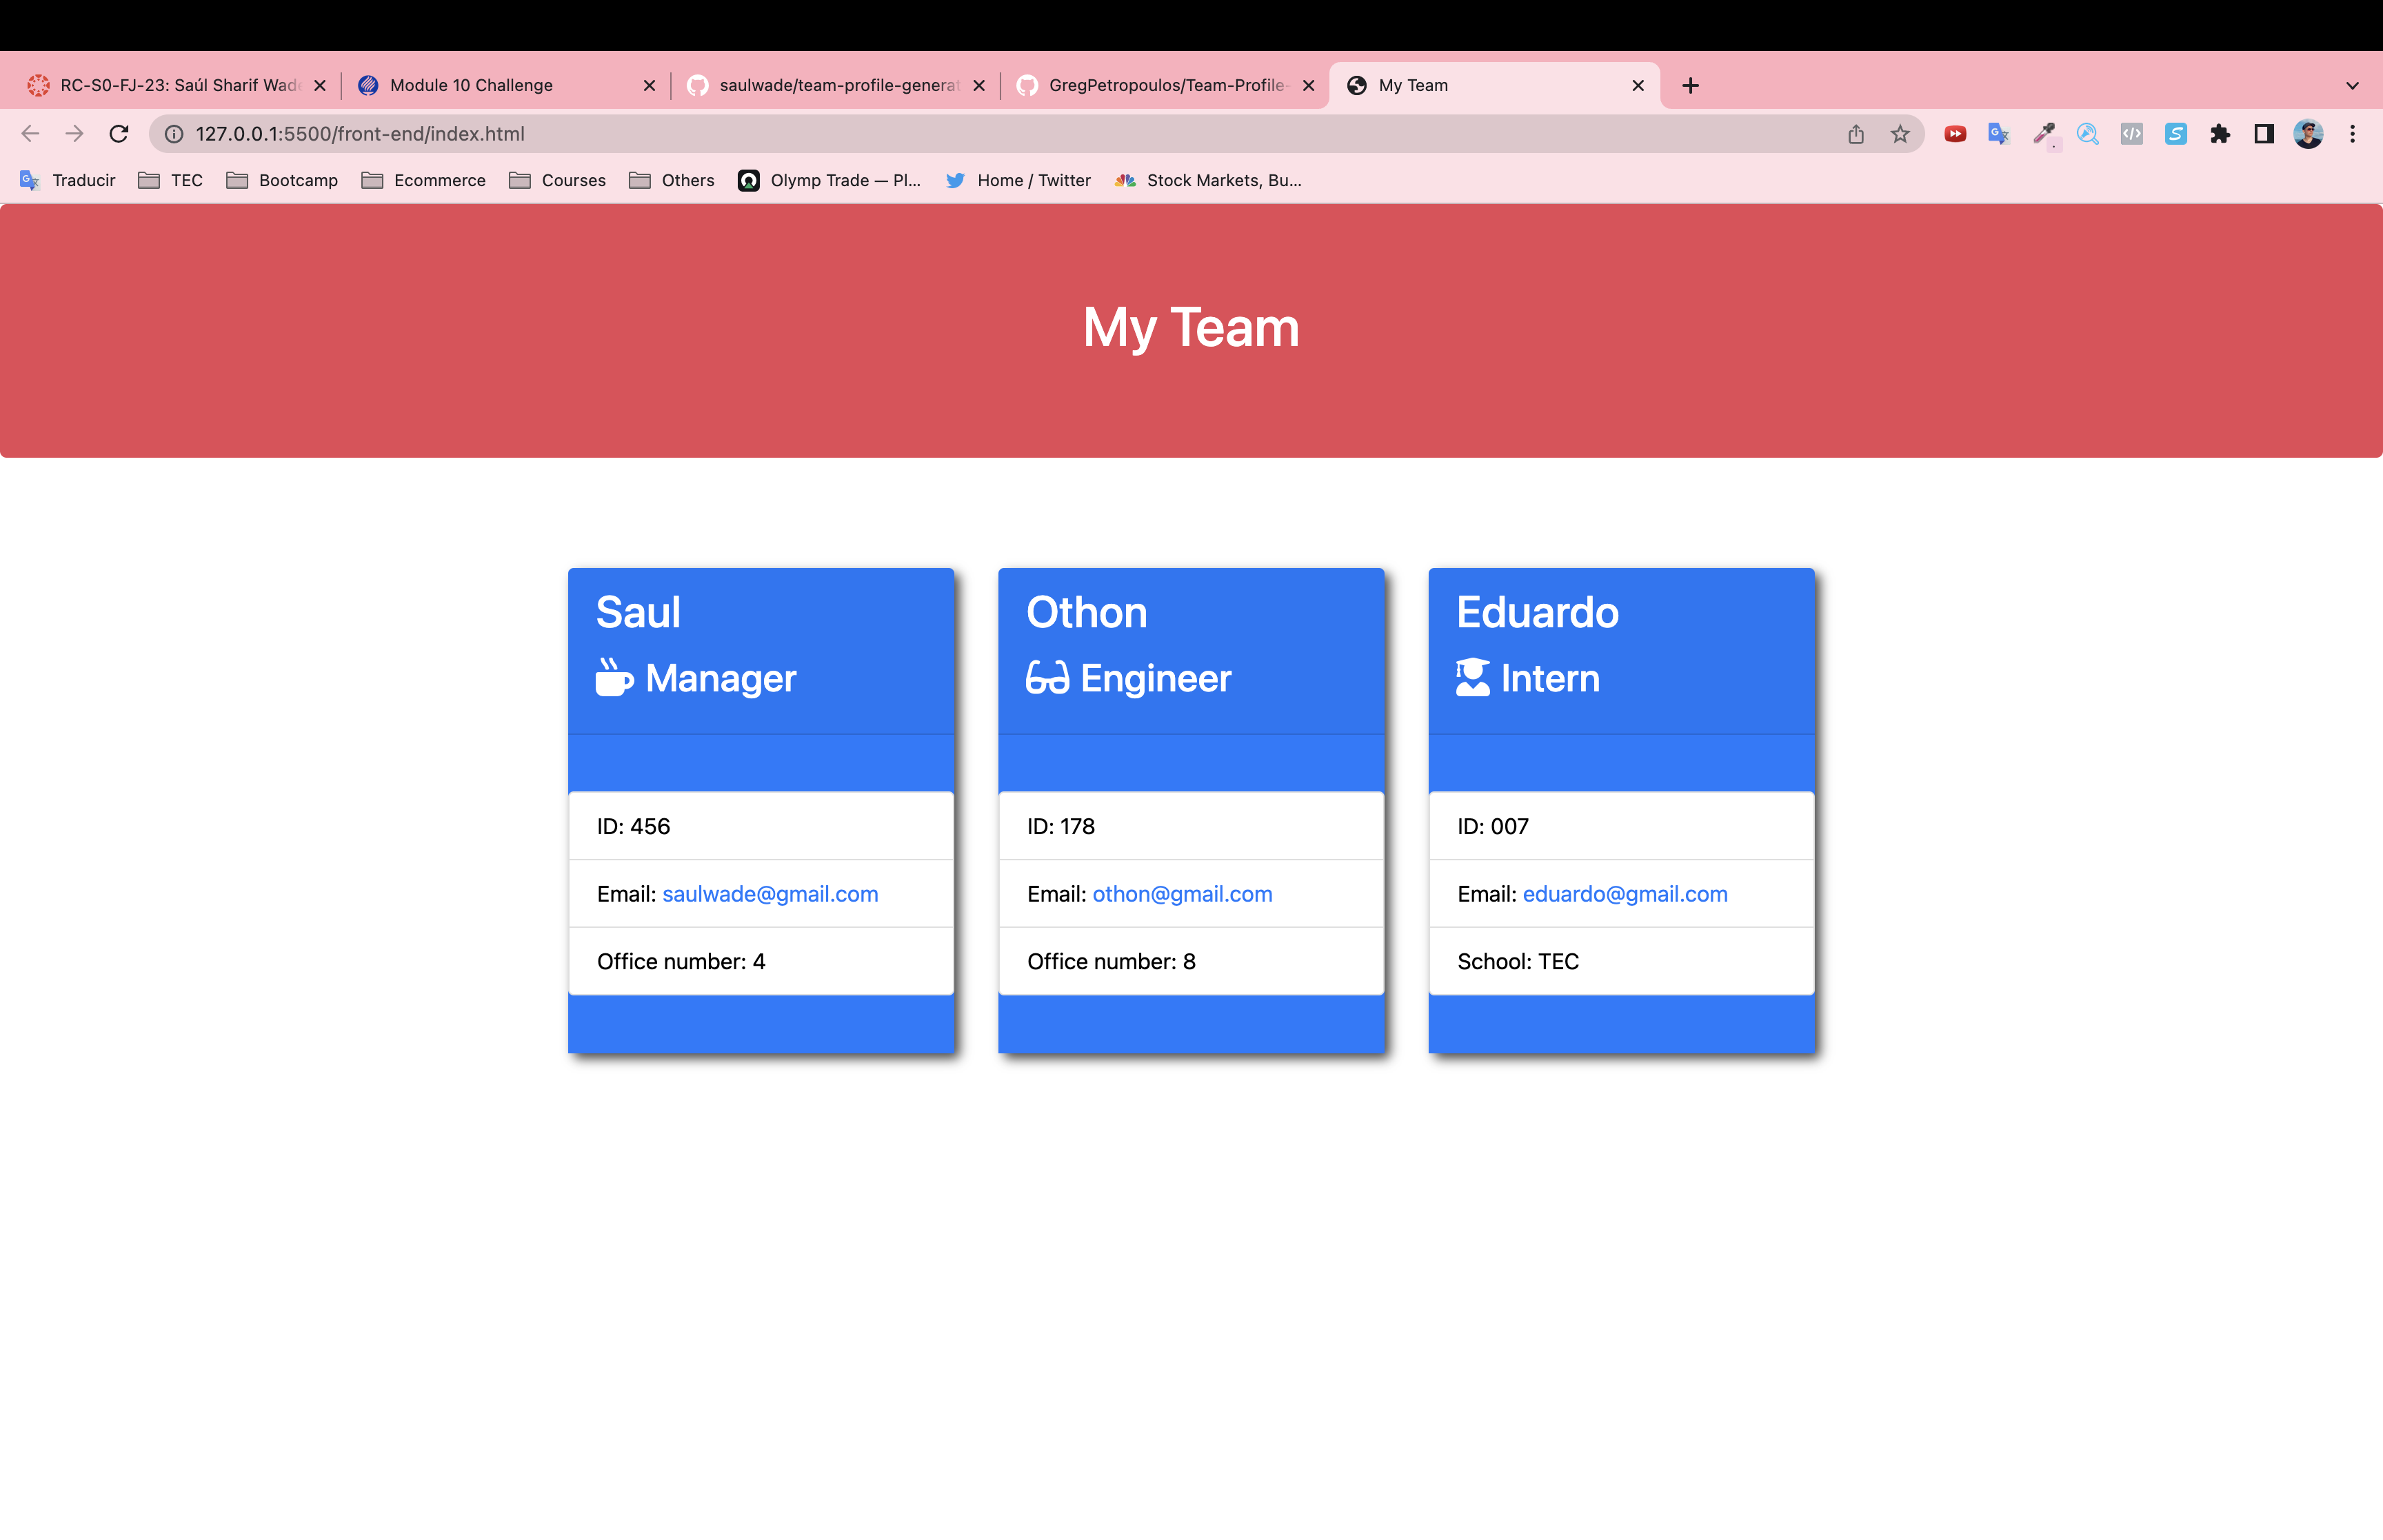 RC-S0-FJ-23: Saúl Sharif Wade
Module 10 Challenge
saulwade/team-profile-generat
GregPetropoulos/Team-Profile-
My Team
127.0.0.1:5500/front-end/index.html
Traducir
TEC
Bootcamp
Ecommerce
Courses
Others
Olymp Trade — Pl...
Home / Twitter
Stock Markets, Bu...
My Team
Saul
Manager
ID: 456
Email: saulwade@gmail.com
Office number: 4
Othon
Engineer
ID: 178
Email: othon@gmail.com
Office number: 8
Eduardo
Intern
ID: 007
Email: eduardo@gmail.com
School: TEC